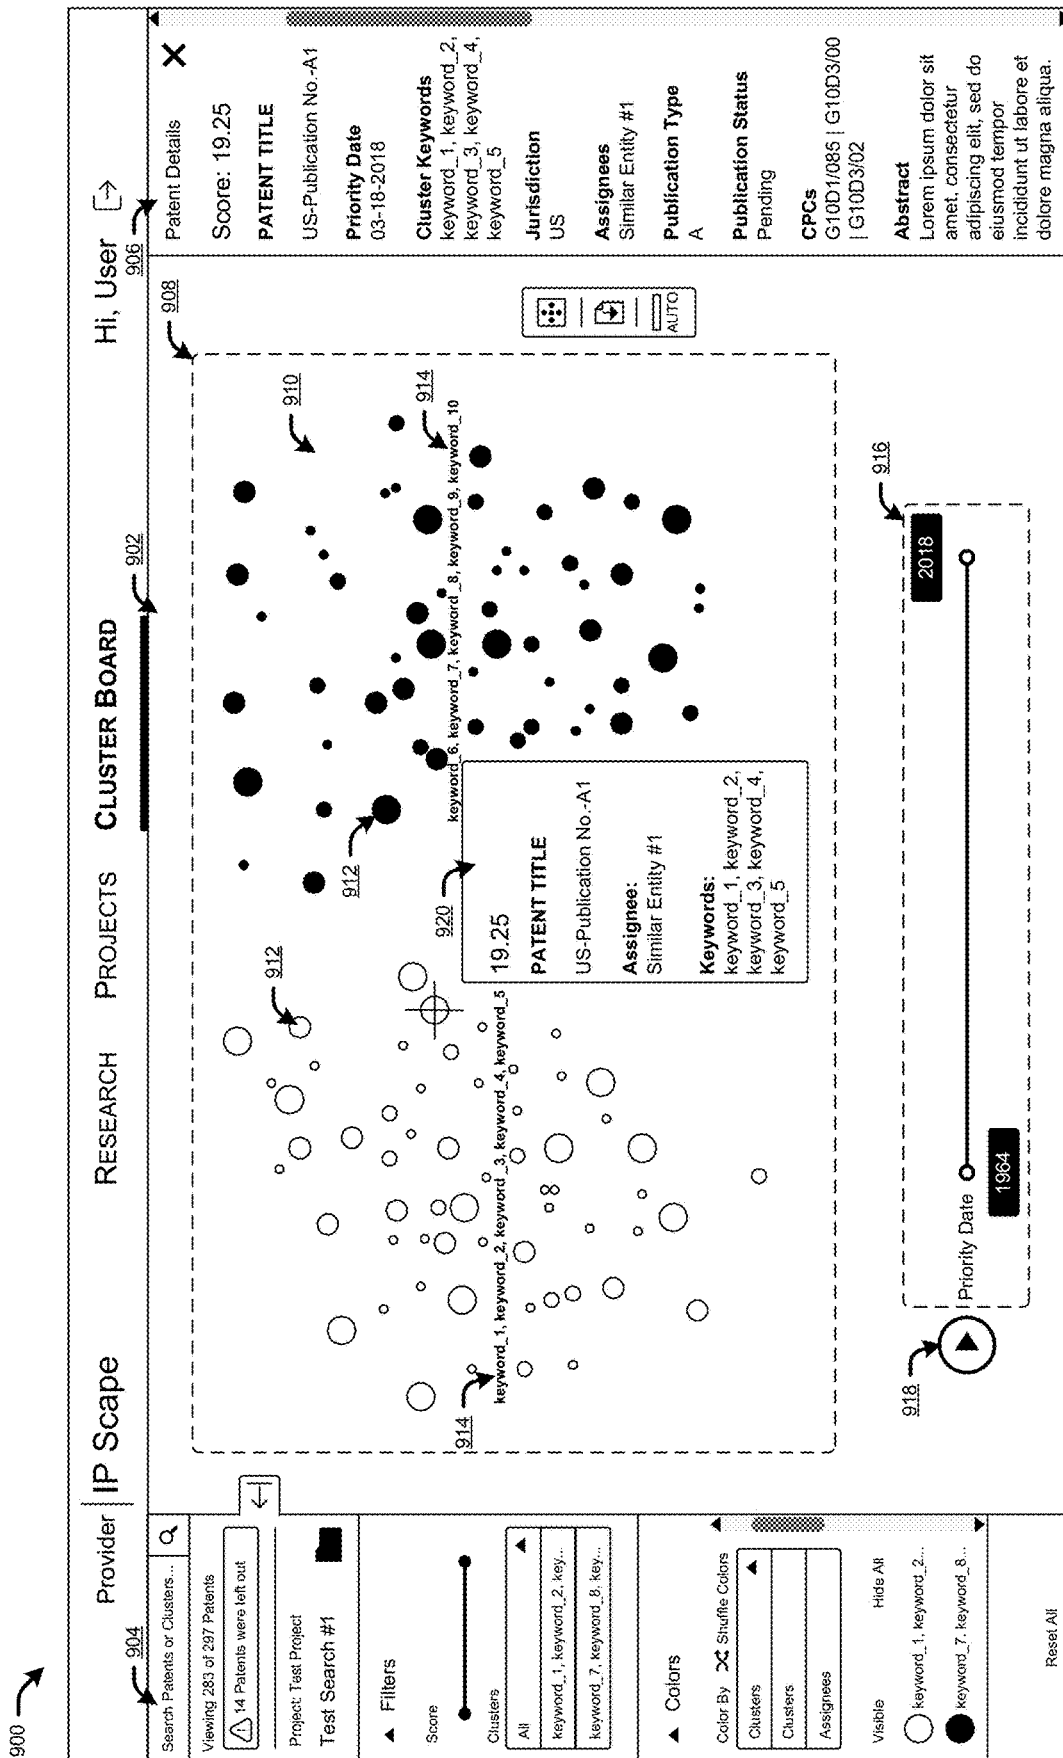 900
Provider | IP Scape
RESEARCH
PROJECTS
CLUSTER BOARD
Hi, User
902
904
906
Search Patents or Clusters...
Viewing 283 of 297 Patents
14 Patents were left out
Project: Test Project
Test Search #1
Filters
Score
Clusters
All
keyword_1, keyword_2, key...
keyword_7, keyword_8, key...
Colors
Color By
Shuffle Colors
Clusters
Clusters
Assignees
Visible
Hide All
keyword_1, keyword_2...
keyword_7, keyword_8...
Reset All
908
910
912
912
914
keyword_1, keyword_2, keyword_3, keyword_4, keyword_5
914
keyword_6, keyword_7, keyword_8, keyword_9, keyword_10
920
19.25
PATENT TITLE
US-Publication No.-A1
Assignee:
Similar Entity #1
Keywords:
keyword_1, keyword_2,
keyword_3, keyword_4,
keyword_5
AUTO
916
918
Priority Date
1964
2018
Patent Details
X
Score: 19.25
PATENT TITLE
US-Publication No.-A1
Priority Date
03-18-2018
Cluster Keywords
keyword_1, keyword_2,
keyword_3, keyword_4,
keyword_5
Jurisdiction
US
Assignees
Similar Entity #1
Publication Type
A
Publication Status
Pending
CPCs
G10D1/085 | G10D3/00
| G10D3/02
Abstract
Lorem ipsum dolor sit
amet, consectetur
adipiscing elit, sed do
eiusmod tempor
incididunt ut labore et
dolore magna aliqua.